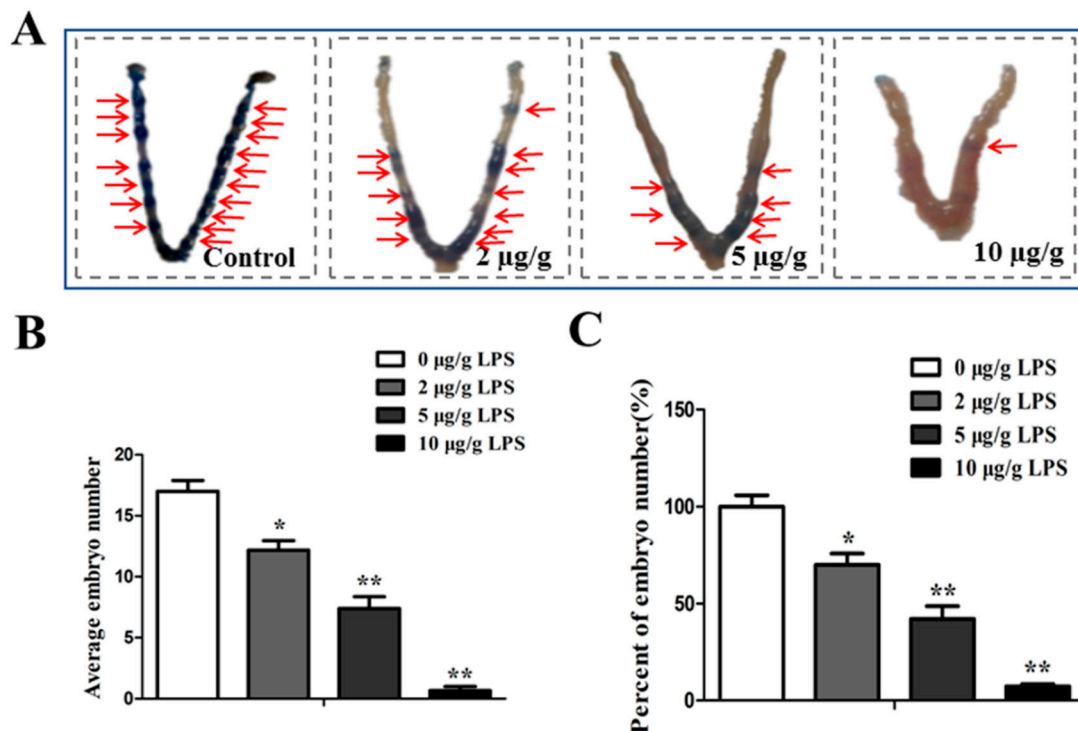 A
Control
2 μg/g
5 μg/g
10 μg/g
B
0 μg/g LPS
2 μg/g LPS
5 μg/g LPS
10 μg/g LPS
Average embryo number
20
15
10
5
0
*
**
**
C
0 μg/g LPS
2 μg/g LPS
5 μg/g LPS
10 μg/g LPS
Percent of embryo number(%)
150
100
50
0
*
**
**